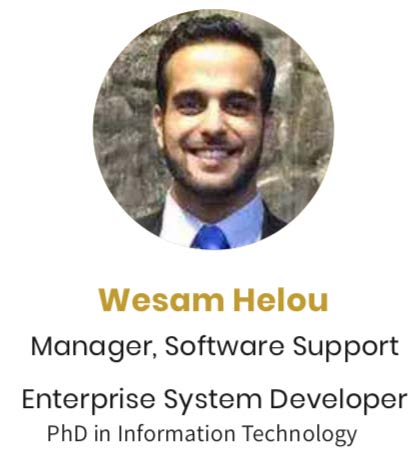 Wesam Helou
Manager, Software Support
Enterprise System Developer
PhD in Information Technology